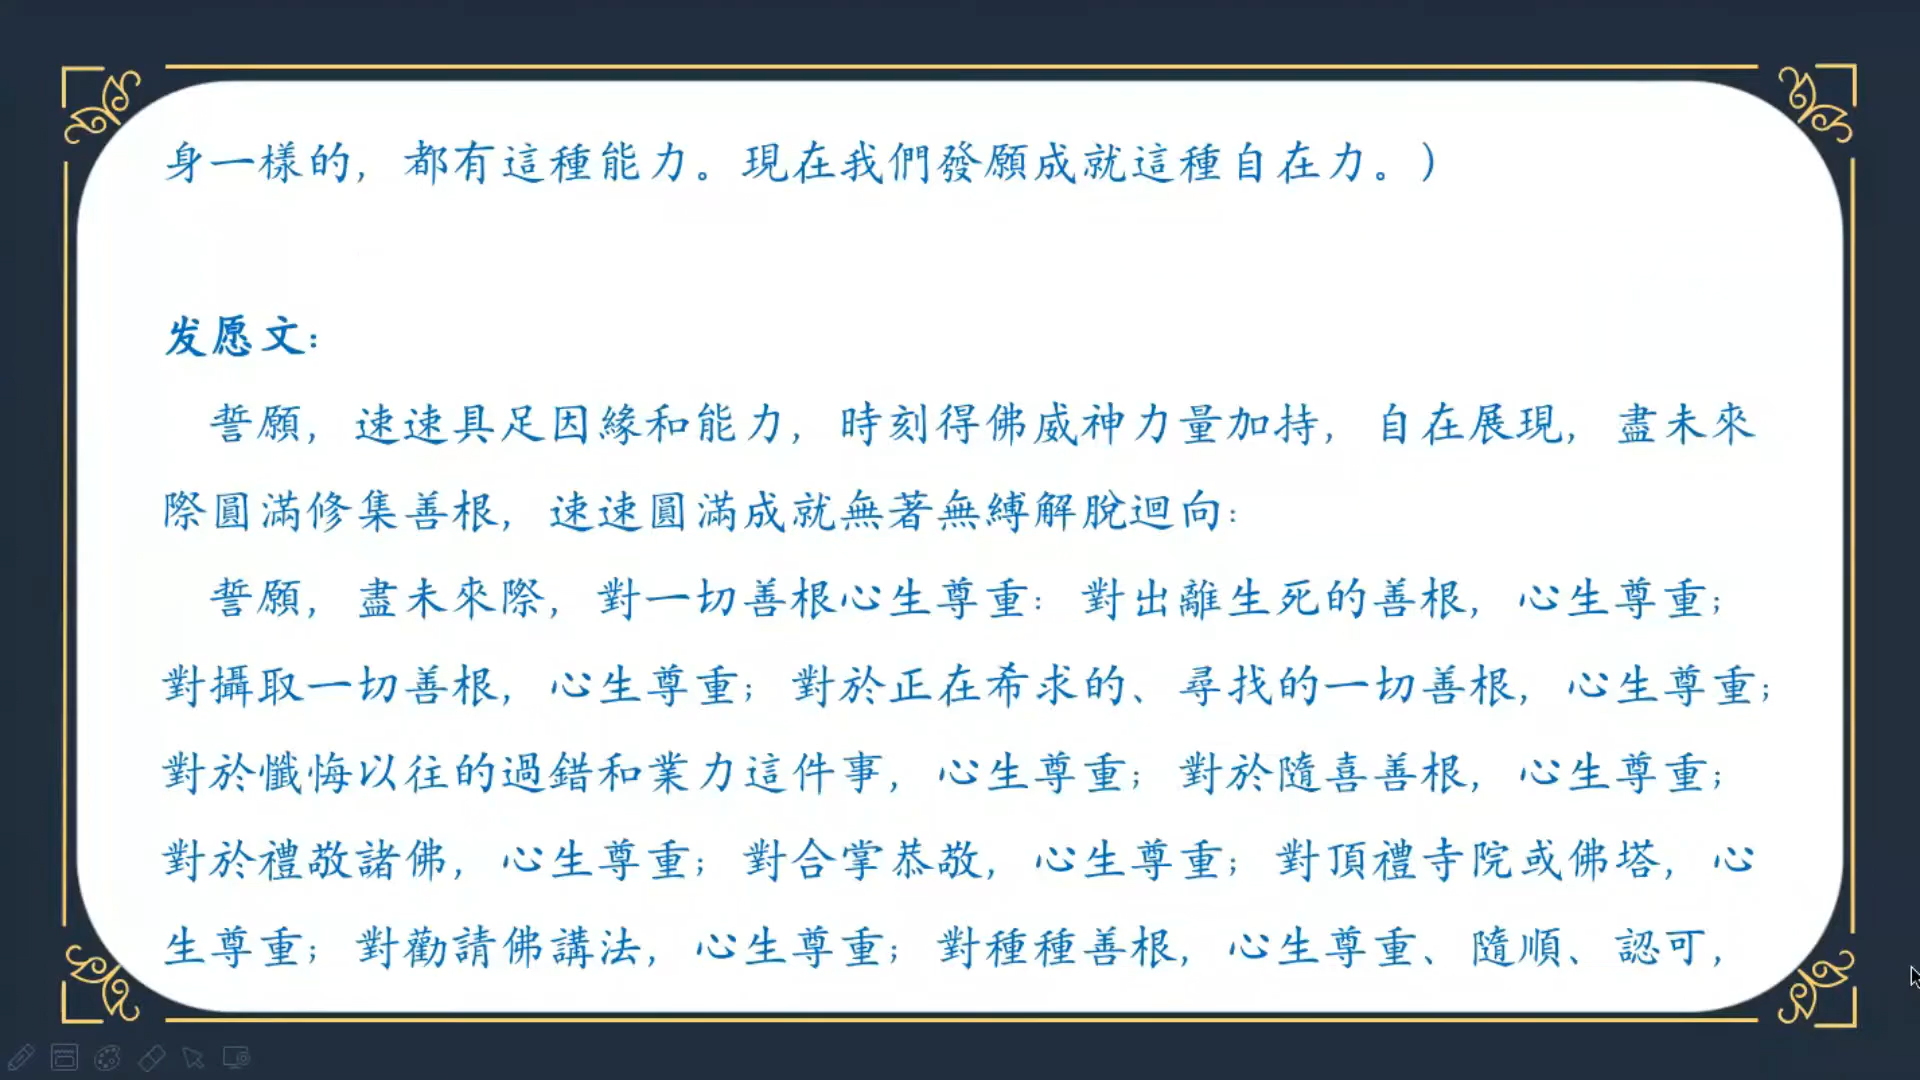 身一樣的，都有這種能力。現在我們發願成就這種自在力。）
发愿文：
誓願，速速具足因緣和能力，時刻得佛威神力量加持，自在展現，盡未來
際圓滿修集善根，速速圓滿成就無著無縛解脫迴向：
誓願，盡未來際，對一切善根心生尊重：對出離生死的善根，心生尊重；
對攝取一切善根，心生尊重；對於正在希求的、尋找的一切善根，心生尊重；
對於懺悔以往的過錯和業力這件事，心生尊重；對於隨喜善根，心生尊重；
對於禮敬諸佛，心生尊重；對合掌恭敬，心生尊重；對頂禮寺院或佛塔，心
生尊重；對勸請佛講法，心生尊重；對種種善根，心生尊重、隨順、認可，